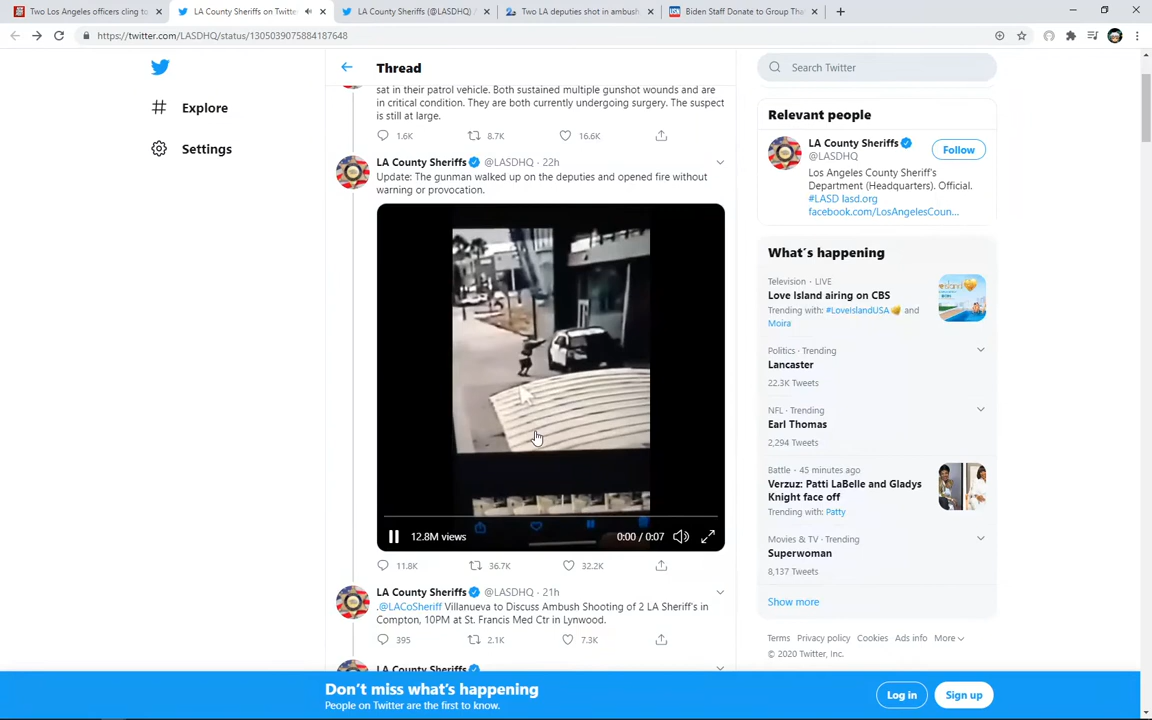 Two Los Angeles officers cling to
LA County Sheriffs on Twitte
LA County Sheriffs (@LASDHQ) /
Two LA deputies shot in ambush
Biden Staff Donate to Group Tha
https://twitter.com/LASDHQ/status/1305039075884187648
Explore
Settings
Thread
sat in their patrol vehicle. Both sustained multiple gunshot wounds and are
in critical condition. They are both currently undergoing surgery. The suspect
is still at large.
1.6K 8.7K 16.6K
LA County Sheriffs @LASDHQ · 22h
Update: The gunman walked up on the deputies and opened fire without
warning or provocation.
12.8M views 0:00 / 0:07
11.8K 36.7K 32.2K
LA County Sheriffs @LASDHQ · 21h
.@LACoSheriff Villanueva to Discuss Ambush Shooting of 2 LA Sheriff's in
Compton, 10PM at St. Francis Med Ctr in Lynwood.
395 2.1K 7.3K
LA County Sheriffs
Search Twitter
Relevant people
LA County Sheriffs
@LASDHQ
Follow
Los Angeles County Sheriff's
Department (Headquarters). Official.
#LASD lasd.org
facebook.com/LosAngelesCoun...
What's happening
Television · LIVE
Love Island airing on CBS
Trending with: #LoveIslandUSA and
Moira
Politics · Trending
Lancaster
22.3K Tweets
NFL · Trending
Earl Thomas
2,294 Tweets
Battle · 45 minutes ago
Verzuz: Patti LaBelle and Gladys
Knight face off
Trending with: Patty
Movies & TV · Trending
Superwoman
8,137 Tweets
Show more
Terms Privacy policy Cookies Ads info More
© 2020 Twitter, Inc.
Don't miss what's happening
People on Twitter are the first to know.
Log in
Sign up